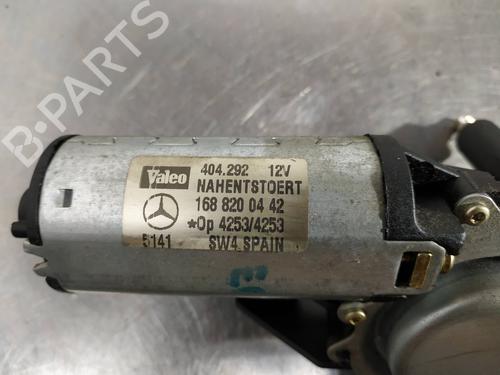 B-PARTS
Valeo 404.292 12V
NAHENTSTOERT
168 820 04 42
*Op 4253/4253
5141 SW4 SPAIN